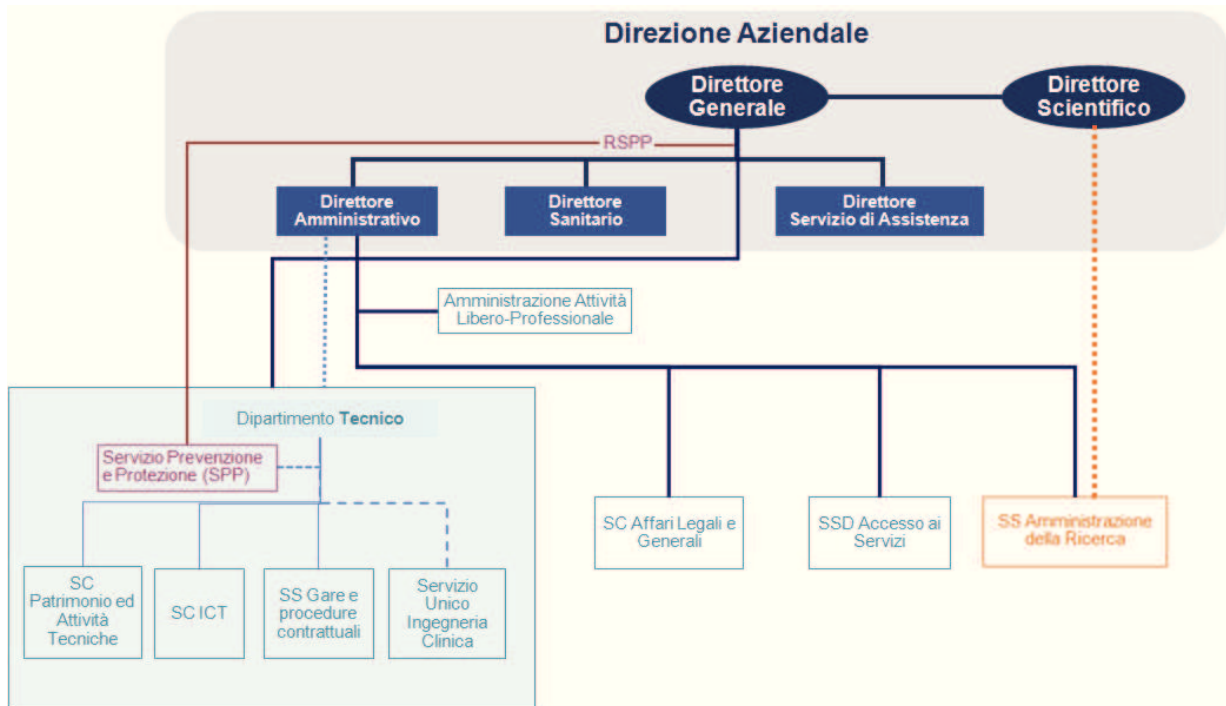 Direzione Aziendale
Direttore
Generale
Direttore
Scientifico
RSPP
Direttore
Amministrativo
Direttore
Sanitario
Direttore
Servizio di Assistenza
Amministrazione Attività
Libero-Professionale
Dipartimento Tecnico
Servizio Prevenzione
e Protezione (SPP)
SC Affari Legali e
Generali
SSD Accesso ai
Servizi
SS Amministrazione
della Ricerca
SC
Patrimonio ed
Attività
Tecniche
SC ICT
SS Gare e
procedure
contrattuali
Servizio
Unico
Ingegneria
Clinica